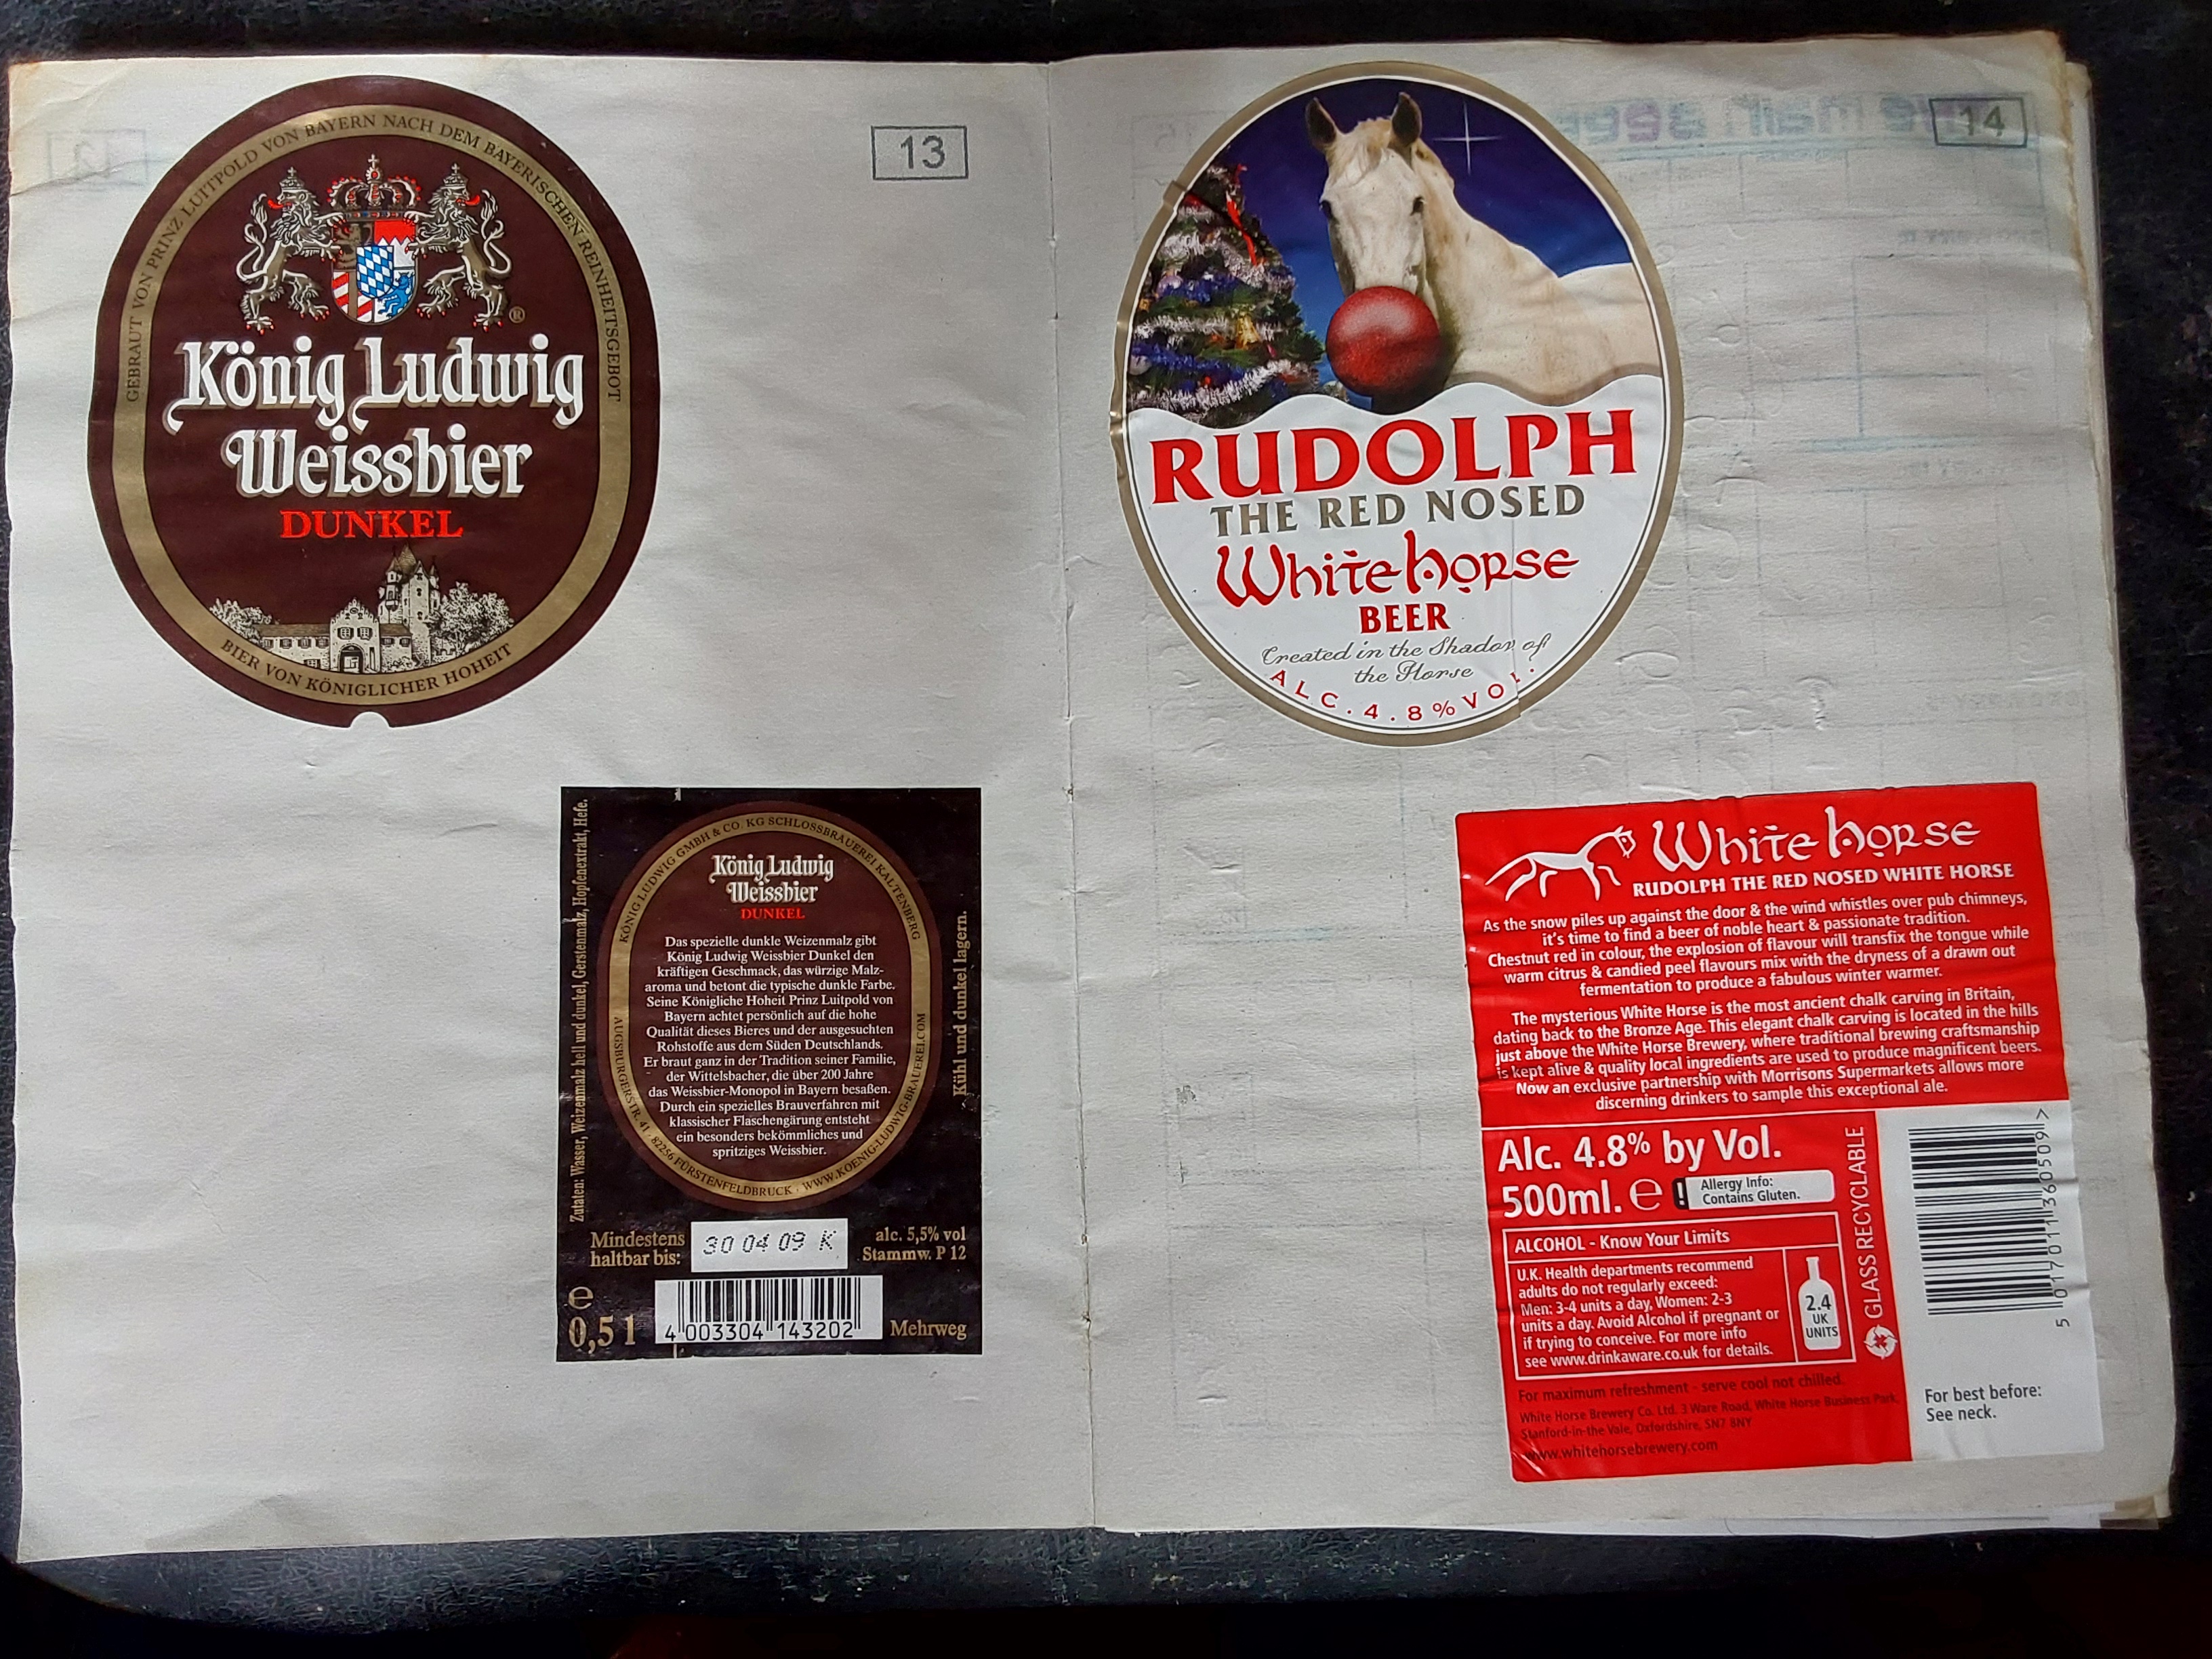 13
GEBRAUT VON PRINZ LUITPOLD VON BAYERN NACH DEM BAYERISCHEN REINHEITSGEBOT
®
König Ludwig
Weissbier
DUNKEL
BIER VON KÖNIGLICHER HOHEIT
Zutaten: Wasser, Weizenmalz hell und dunkel, Gerstenmalz, Hopfenextrakt, Hefe.
KÖNIG LUDWIG GMBH & CO. KG SCHLOSSBRAUEREI KALTENBERG
König Ludwig
Weissbier
DUNKEL
Das spezielle dunkle Weizenmalz gibt
König Ludwig Weissbier Dunkel den
kräftigen Geschmack, das würzige Malz-
aroma und betont die typische dunkle Farbe.
Seine Königliche Hoheit Prinz Luitpold von
Bayern achtet persönlich auf die hohe
Qualität dieses Bieres und der ausgesuchten
Rohstoffe aus dem Süden Deutschlands.
Er braut ganz in der Tradition seiner Familie,
der Wittelsbacher, die über 200 Jahre
das Weissbier-Monopol in Bayern besaßen.
Durch ein spezielles Brauverfahren mit
klassischer Flaschengärung entsteht
ein besonders bekömmliches und
spritziges Weissbier.
AUGSBURGERSTR. 41 · 82256 FÜRSTENFELDBRUCK · WWW.KOENIG-LUDWIG-BRAUEREI.COM
Kühl und dunkel lagern.
Mindestens
haltbar bis:
30 04 09 K
alc. 5,5% vol
Stammw. P 12
e
0,5 l
4 003304 143202
Mehrweg
14
RUDOLPH
THE RED NOSED
White horse
BEER
Created in the Shadow of
the Horse
ALC. 4.8% VOL.
White horse
RUDOLPH THE RED NOSED WHITE HORSE
As the snow piles up against the door & the wind whistles over pub chimneys,
it's time to find a beer of noble heart & passionate tradition.
Chestnut red in colour, the explosion of flavour will transfix the tongue while
warm citrus & candied peel flavours mix with the dryness of a drawn out
fermentation to produce a fabulous winter warmer.
The mysterious White Horse is the most ancient chalk carving in Britain,
dating back to the Bronze Age. This elegant chalk carving is located in the hills
just above the White Horse Brewery, where traditional brewing craftsmanship
is kept alive & quality local ingredients are used to produce magnificent beers.
Now an exclusive partnership with Morrisons Supermarkets allows more
discerning drinkers to sample this exceptional ale.
Alc. 4.8% by Vol.
500ml. e
! Allergy Info:
Contains Gluten.
ALCOHOL - Know Your Limits
U.K. Health departments recommend
adults do not regularly exceed:
Men: 3-4 units a day, Women: 2-3
units a day. Avoid Alcohol if pregnant or
if trying to conceive. For more info
see www.drinkaware.co.uk for details.
2.4
UK
UNITS
GLASS RECYCLABLE
5 017011 360509 >
For maximum refreshment - serve cool not chilled.
White Horse Brewery Co. Ltd. 3 Ware Road, White Horse Business Park,
Stanford-in-the Vale, Oxfordshire, SN7 8NY
www.whitehorsebrewery.com
For best before:
See neck.